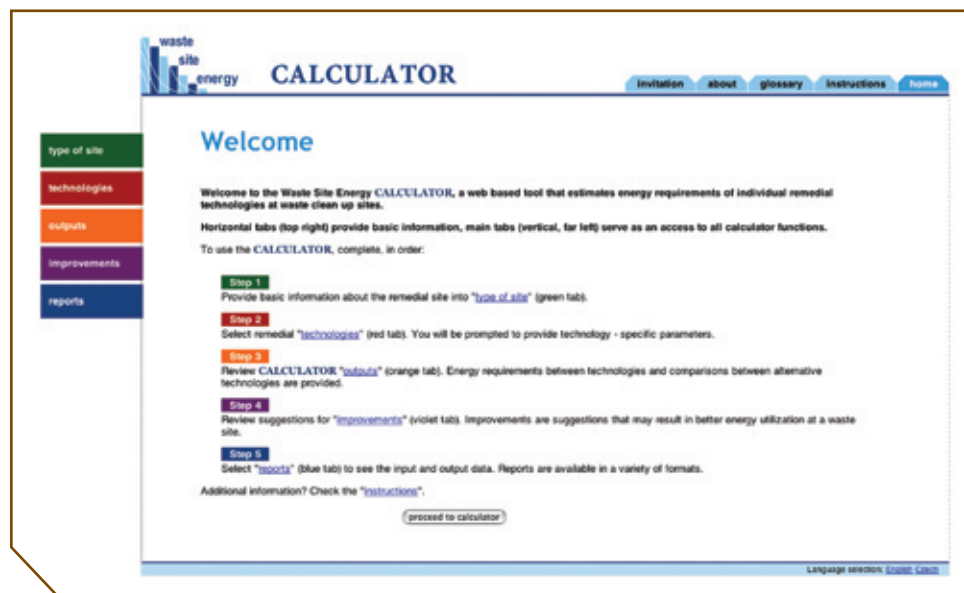 waste
site
energy
CALCULATOR
invitation about glossary instructions home
type of site
technologies
outputs
improvements
reports
Welcome
Welcome to the Waste Site Energy CALCULATOR, a web based tool that estimates energy requirements of individual remedial
technologies at waste clean up sites.
Horizontal tabs (top right) provide basic information, main tabs (vertical, far left) serve as an access to all calculator functions.
To use the CALCULATOR, complete, in order:
Step 1
Provide basic information about the remedial site into "type of site" (green tab).
Step 2
Select remedial "technologies" (red tab). You will be prompted to provide technology - specific parameters.
Step 3
Review CALCULATOR "outputs" (orange tab). Energy requirements between technologies and comparisons between alternative
technologies are provided.
Step 4
Review suggestions for "improvements" (violet tab). Improvements are suggestions that may result in better energy utilization at a waste
site.
Step 5
Select "reports" (blue tab) to see the input and output data. Reports are available in a variety of formats.
Additional information? Check the "instructions".
proceed to calculator
Language selection: English Czech